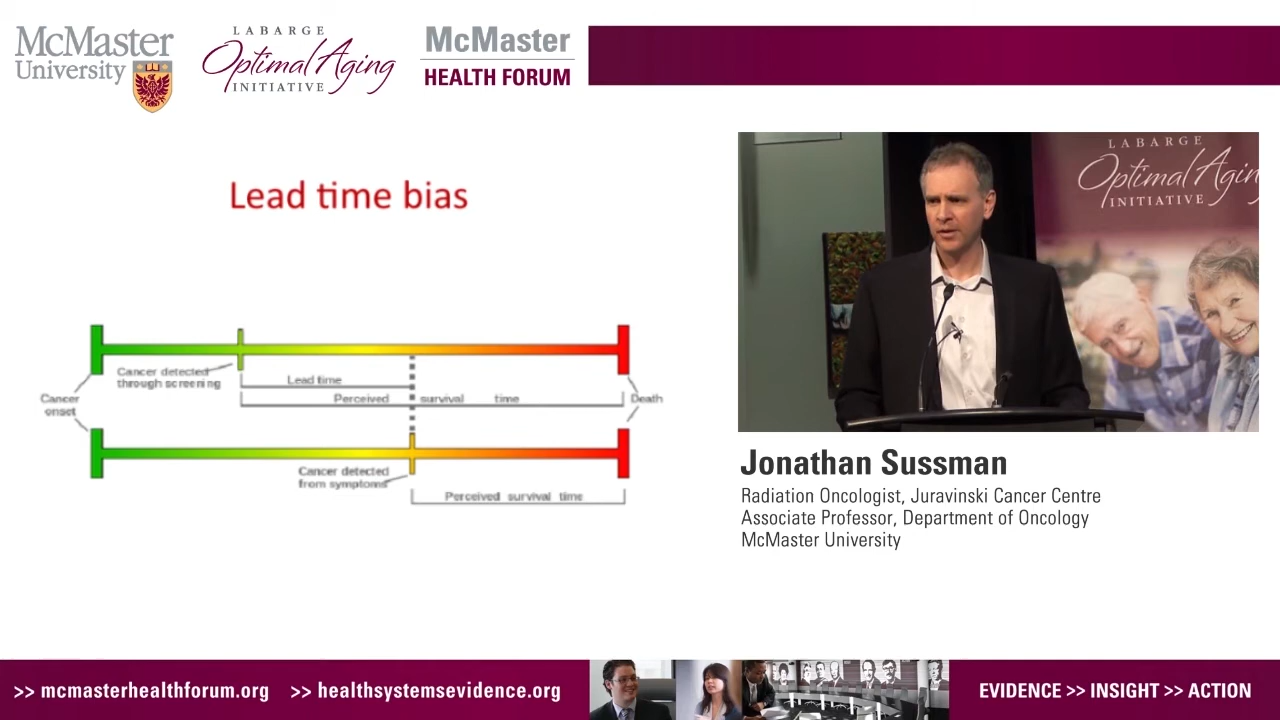 McMaster
University
LABARGE
Optimal Aging
INITIATIVE
McMaster
HEALTH FORUM
Lead time bias
Cancer detected
through screening
Lead time
Perceived survival time
Cancer
onset
Death
Cancer detected
from symptoms
Perceived survival time
LABARGE
Optimal Agin
INITIATIVE
Jonathan Sussman
Radiation Oncologist, Juravinski Cancer Centre
Associate Professor, Department of Oncology
McMaster University
>> mcmasterhealthforum.org >> healthsystemsevidence.org
EVIDENCE >> INSIGHT >> ACTION